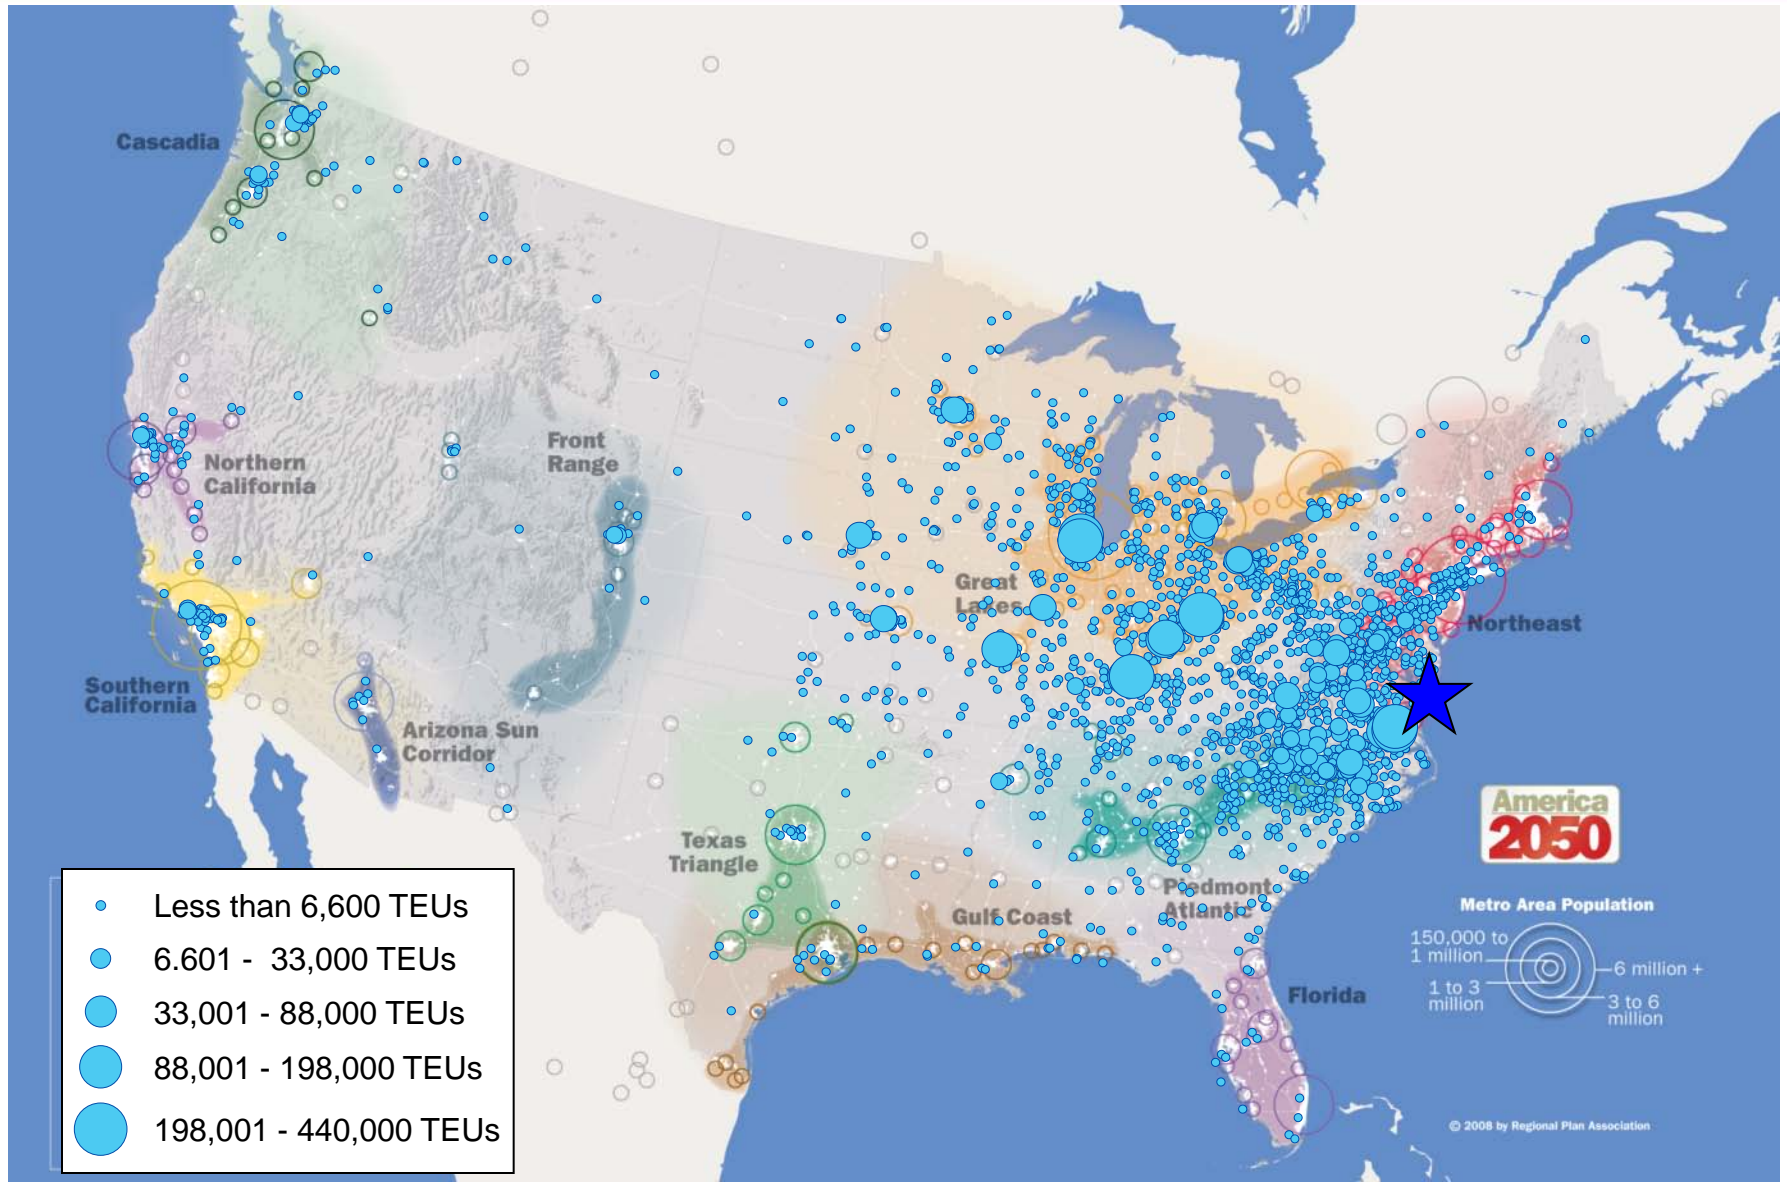 Cascadia
Northern
California
Front
Range
Great
Lakes
Northeast
Southern
California
Arizona Sun
Corridor
Texas
Triangle
Gulf Coast
Piedmont
Atlantic
Florida
America
2050
Metro Area Population
150,000 to
1 million
1 to 3
million
6 million +
3 to 6
million
© 2008 by Regional Plan Association
Less than 6,600 TEUs
6.601 - 33,000 TEUs
33,001 - 88,000 TEUs
88,001 - 198,000 TEUs
198,001 - 440,000 TEUs